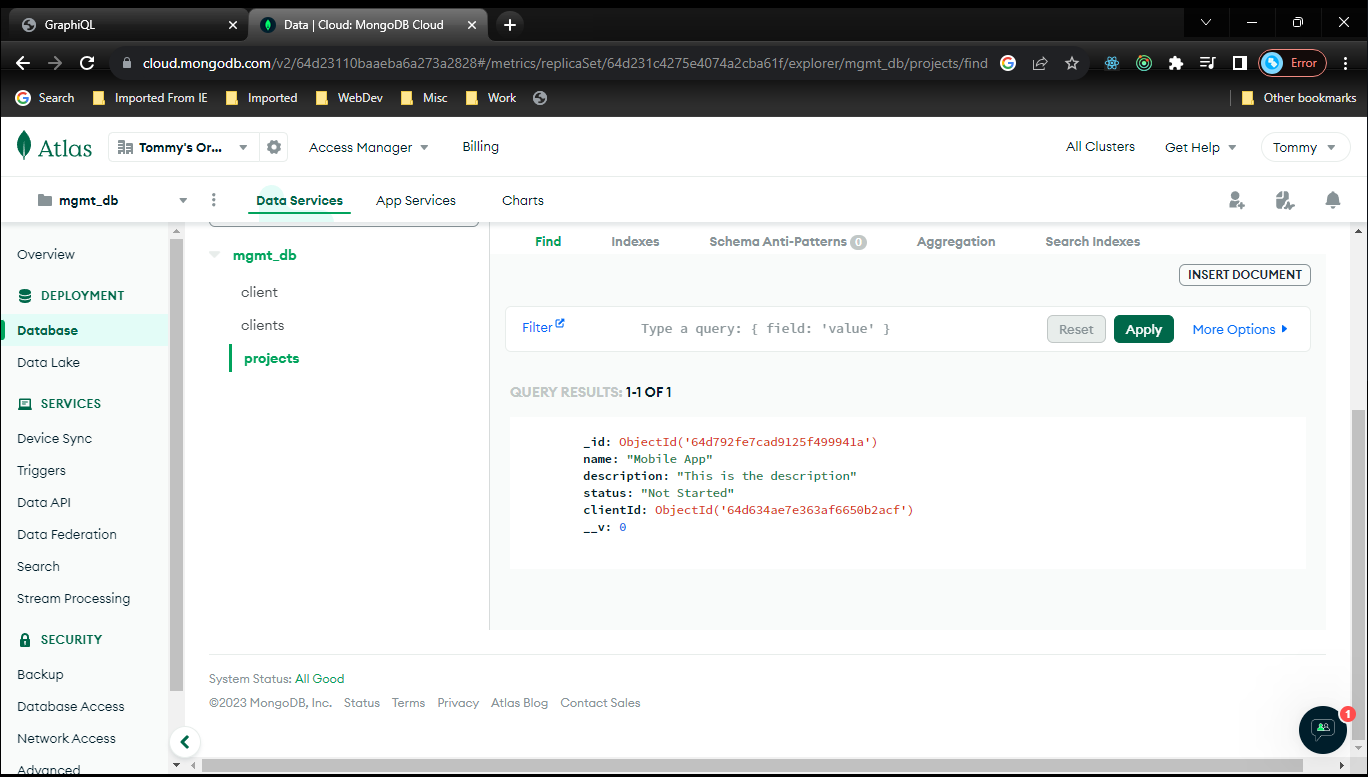 GraphiQL
Data | Cloud: MongoDB Cloud
cloud.mongodb.com/v2/64d23110baaeba6a273a2828#/metrics/replicaSet/64d231c4275e4074a2cba61f/explorer/mgmt_db/projects/find
Error
Search Imported From IE Imported WebDev Misc Work Other bookmarks
Atlas Tommy's Or... Access Manager Billing All Clusters Get Help Tommy
mgmt_db Data Services App Services Charts
Overview
DEPLOYMENT
Database
Data Lake
SERVICES
Device Sync
Triggers
Data API
Data Federation
Search
Stream Processing
SECURITY
Backup
Database Access
Network Access
Advanced
mgmt_db
client
clients
projects
Find Indexes Schema Anti-Patterns 0 Aggregation Search Indexes
INSERT DOCUMENT
Filter Type a query: { field: 'value' } Reset Apply More Options
QUERY RESULTS: 1-1 OF 1
_id: ObjectId('64d792fe7cad9125f499941a')
name: "Mobile App"
description: "This is the description"
status: "Not Started"
clientId: ObjectId('64d634ae7e363af6650b2acf')
__v: 0
System Status: All Good
©2023 MongoDB, Inc. Status Terms Privacy Atlas Blog Contact Sales
1